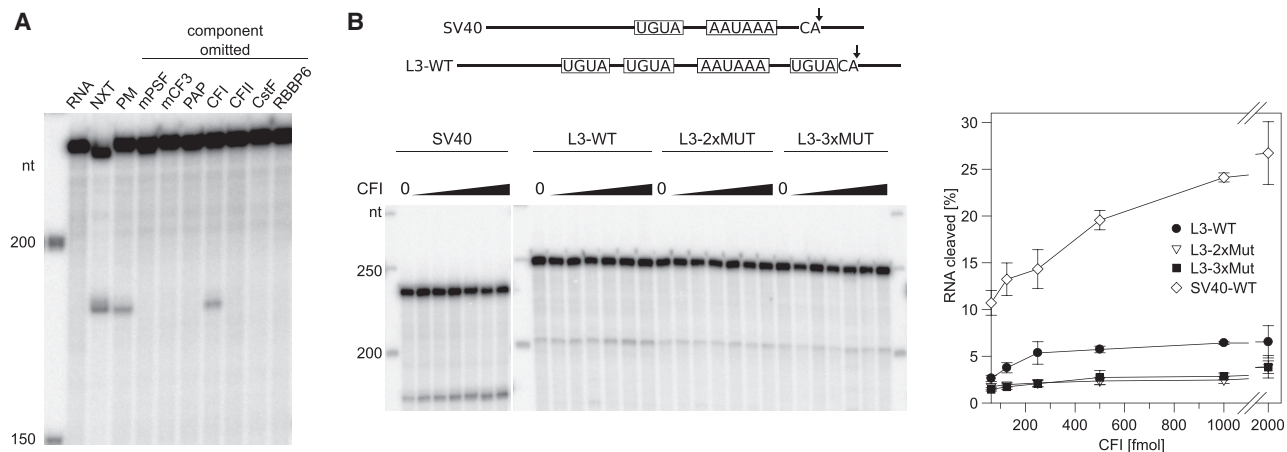 A
component
omitted
RNA
NXT
PM
mPSF
mCF3
PAP
CFI
CFII
CstF
RBBP6
nt
200
150
B
SV40 UGUA AAUAAA CA
L3-WT UGUA UGUA AAUAAA UGUACA
SV40 L3-WT L3-2xMUT L3-3xMUT
CFI 0 0 0 0
nt
250
200
RNA cleaved [%]
30
25
20
15
10
5
0
L3-WT
L3-2xMut
L3-3xMut
SV40-WT
200 400 600 800 1000 2000
CFI [fmol]